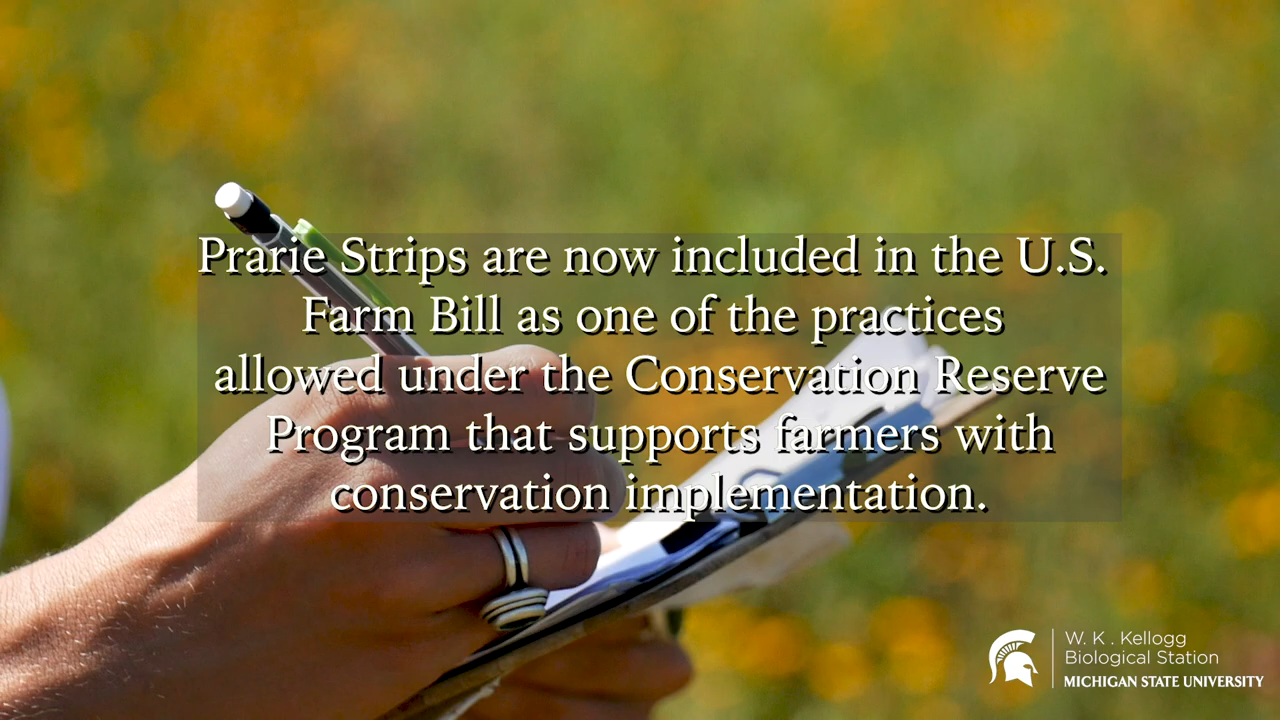 Prarie Strips are now included in the U.S.
Farm Bill as one of the practices
allowed under the Conservation Reserve
Program that supports farmers with
conservation implementation.
W. K. Kellogg
Biological Station
MICHIGAN STATE UNIVERSITY